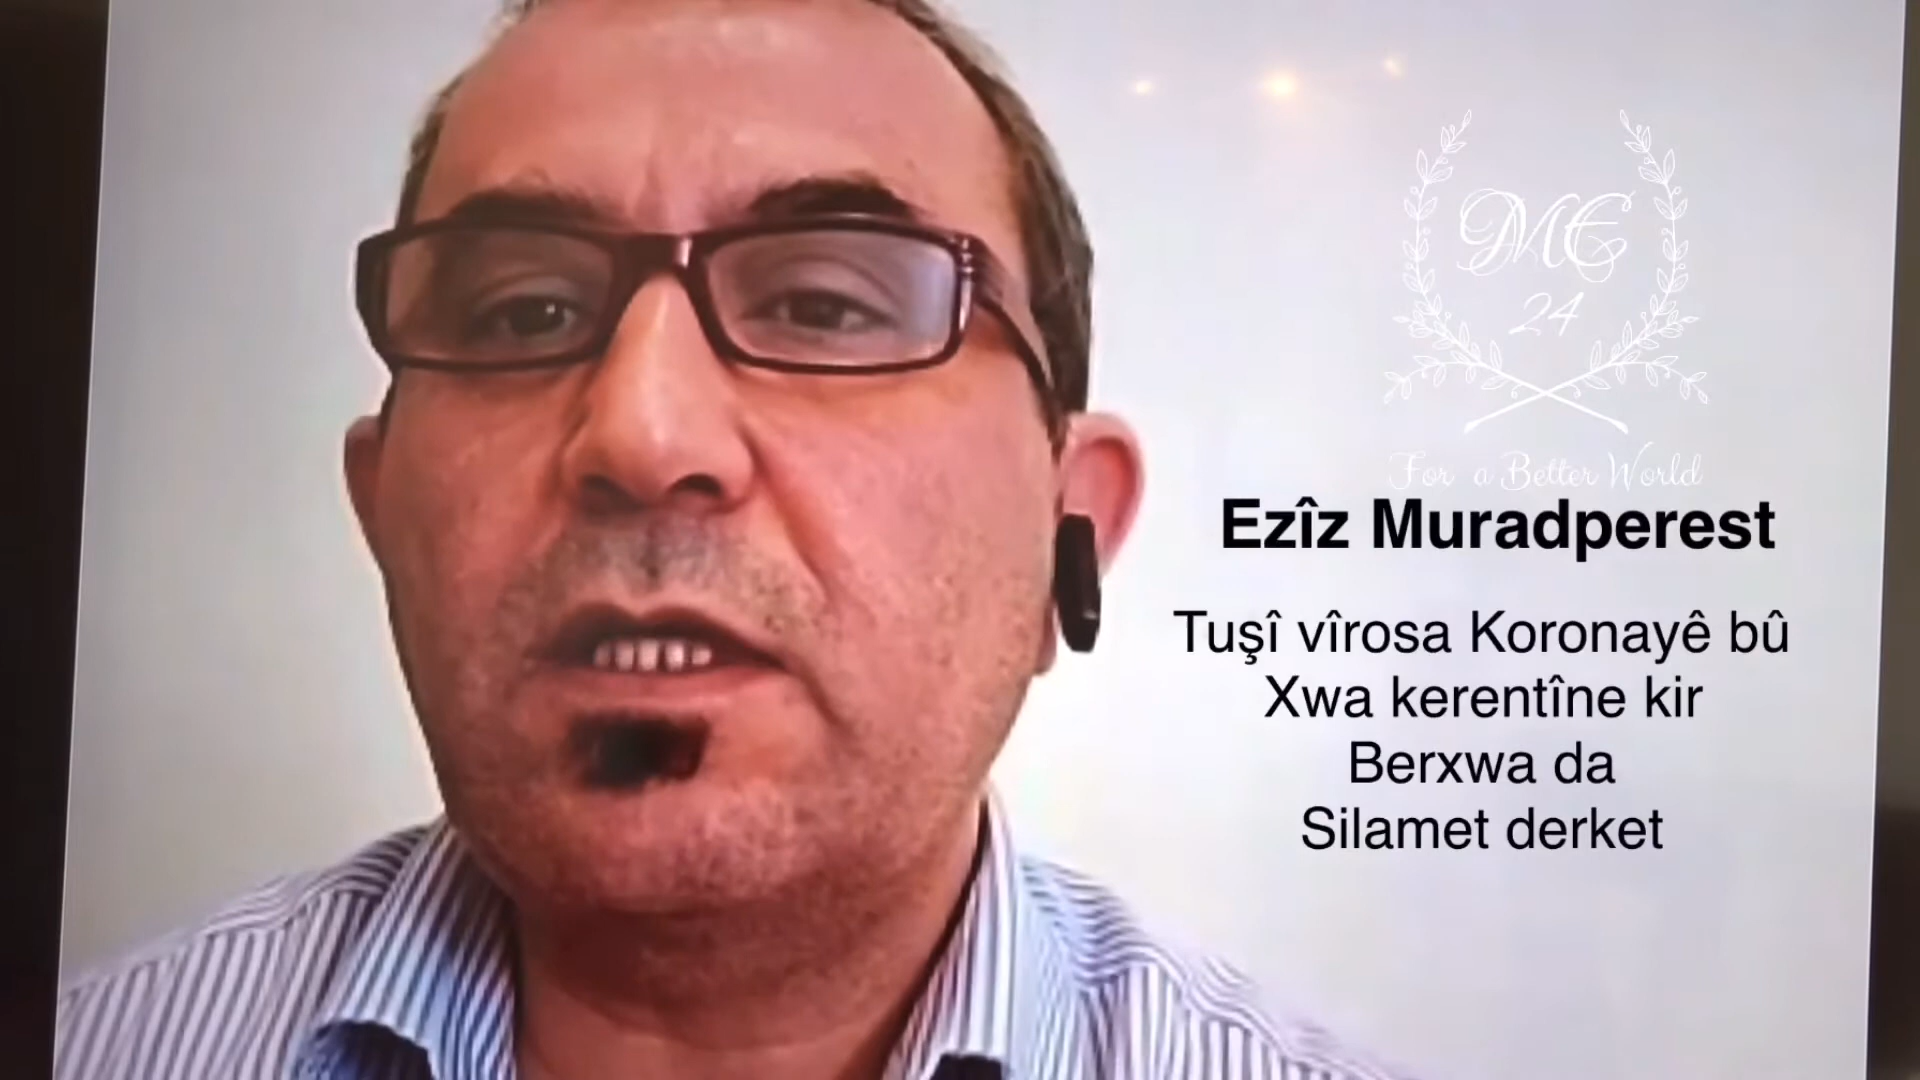 ME
24
For a Better World
Ezîz Muradperest
Tuşî vîrosa Koronayê bû
Xwa kerentîne kir
Berxwa da
Silamet derket